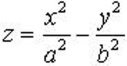 z = x²/a² − y²/b²